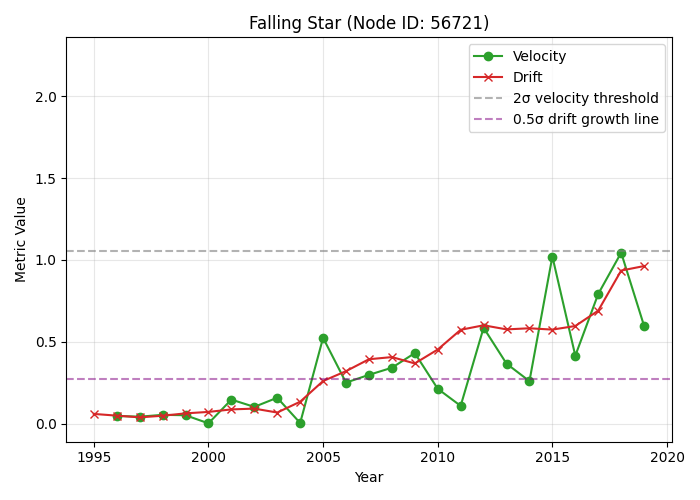 Falling Star (Node ID: 56721)
Velocity
Drift
2σ velocity threshold
0.5σ drift growth line
Metric Value
2.0
1.5
1.0
0.5
0.0
1995 2000 2005 2010 2015 2020
Year